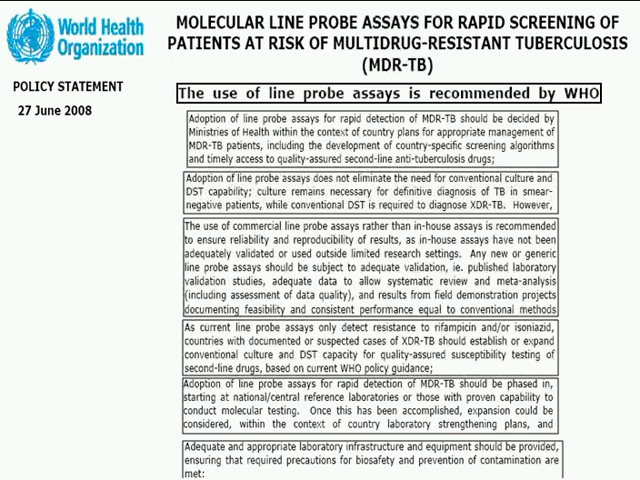 World Health
Organization
MOLECULAR LINE PROBE ASSAYS FOR RAPID SCREENING OF
PATIENTS AT RISK OF MULTIDRUG-RESISTANT TUBERCULOSIS
(MDR-TB)
POLICY STATEMENT
27 June 2008
The use of line probe assays is recommended by WHO
Adoption of line probe assays for rapid detection of MDR-TB should be decided by
Ministries of Health within the context of country plans for appropriate management of
MDR-TB patients, including the development of country-specific screening algorithms
and timely access to quality-assured second-line anti-tuberculosis drugs;
Adoption of line probe assays does not eliminate the need for conventional culture and
DST capability; culture remains necessary for definitive diagnosis of TB in smear-
negative patients, while conventional DST is required to diagnose XDR-TB. However,
The use of commercial line probe assays rather than in-house assays is recommended
to ensure reliability and reproducibility of results, as in-house assays have not been
adequately validated or used outside limited research settings. Any new or generic
line probe assays should be subject to adequate validation, ie. published laboratory
validation studies, adequate data to allow systematic review and meta-analysis
(including assessment of data quality), and results from field demonstration projects
documenting feasibility and consistent performance equal to conventional methods
As current line probe assays only detect resistance to rifampicin and/or isoniazid,
countries with documented or suspected cases of XDR-TB should establish or expand
conventional culture and DST capacity for quality-assured susceptibility testing of
second-line drugs, based on current WHO policy guidance;
Adoption of line probe assays for rapid detection of MDR-TB should be phased in,
starting at national/central reference laboratories or those with proven capability to
conduct molecular testing. Once this has been accomplished, expansion could be
considered, within the context of country laboratory strengthening plans, and
Adequate and appropriate laboratory infrastructure and equipment should be provided,
ensuring that required precautions for biosafety and prevention of contamination are
met: